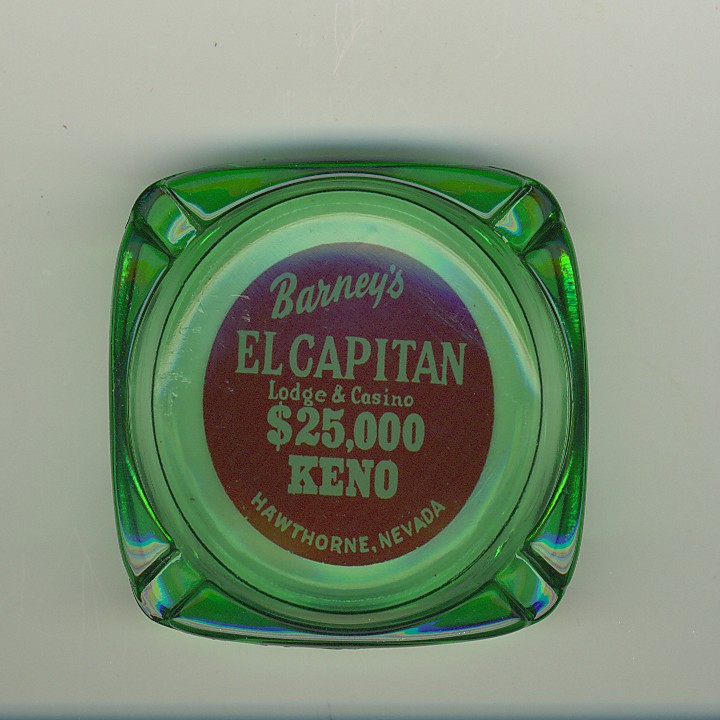 Barney's
EL CAPITAN
Lodge & Casino
$25,000
KENO
HAWTHORNE, NEVADA